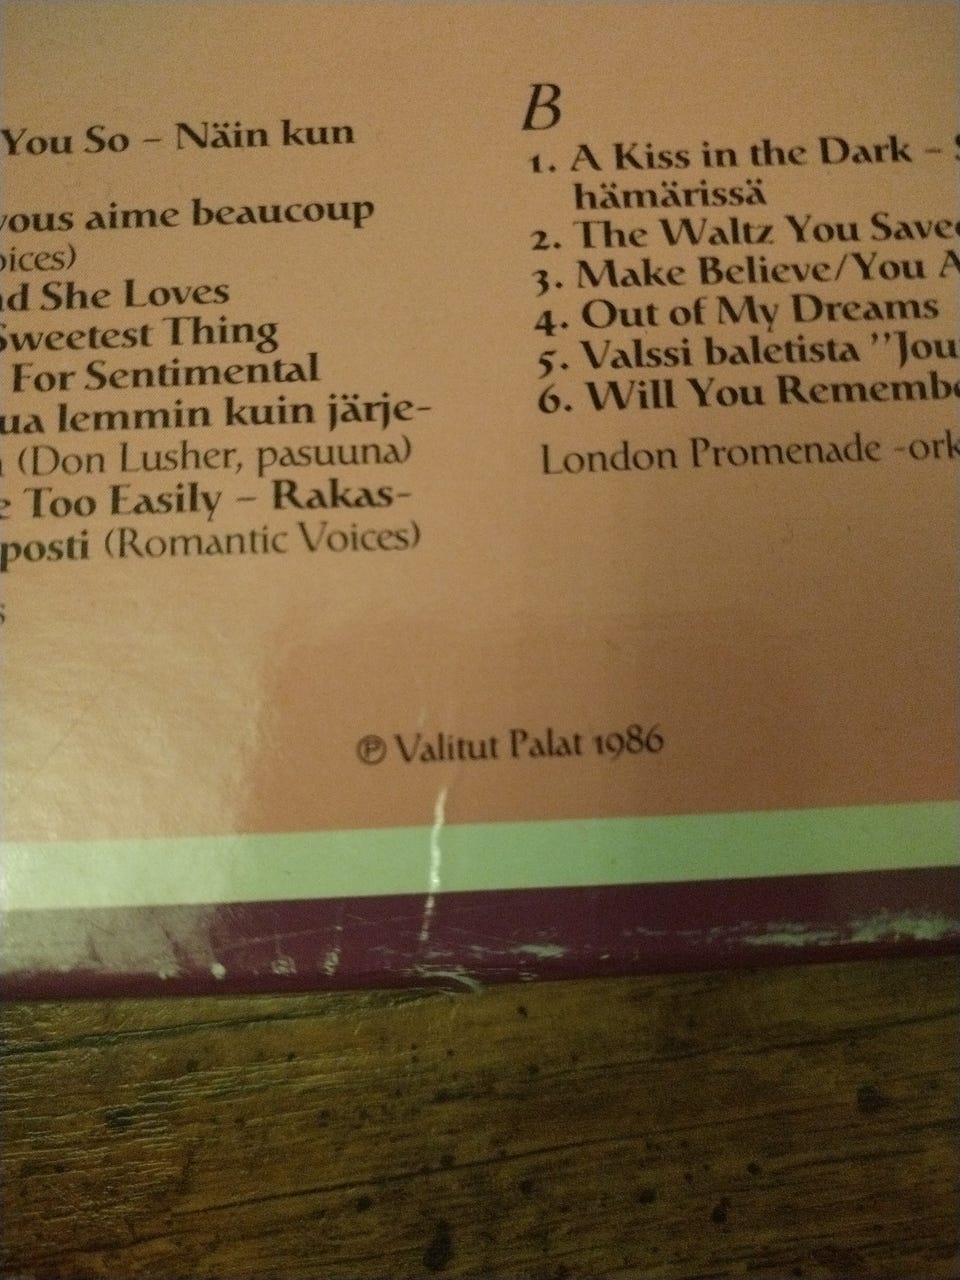 You So – Näin kun
vous aime beaucoup
oices)
nd She Loves
Sweetest Thing
For Sentimental
ua lemmin kuin järje-
(Don Lusher, pasuuna)
e Too Easily – Rakas-
posti (Romantic Voices)
s
B
1. A Kiss in the Dark –
hämärissä
2. The Waltz You Saved
3. Make Believe/You A
4. Out of My Dreams
5. Valssi baletista ”Jou
6. Will You Remembe
London Promenade -ork
℗ Valitut Palat 1986